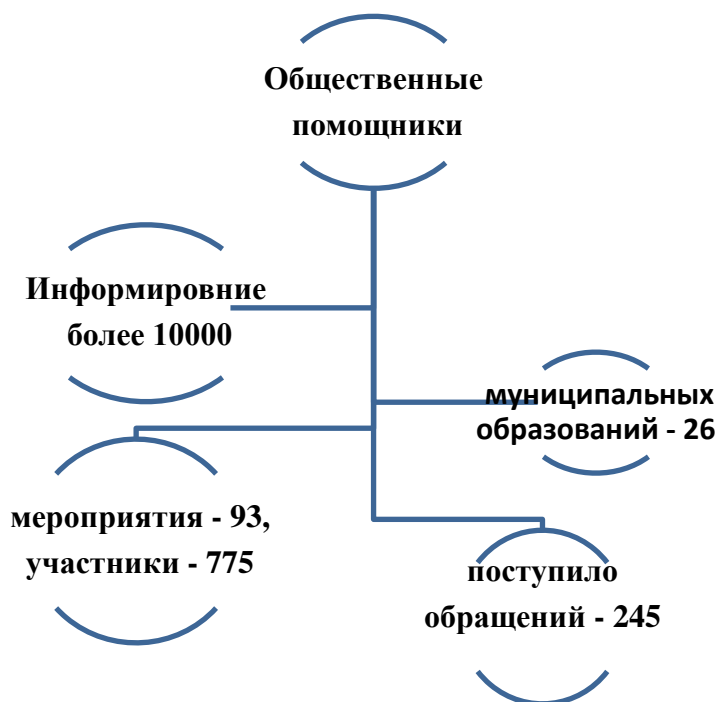 Общественные
помощники
Информировние
более 10000
муниципальных
образований - 26
мероприятия - 93,
участники - 775
поступило
обращений - 245